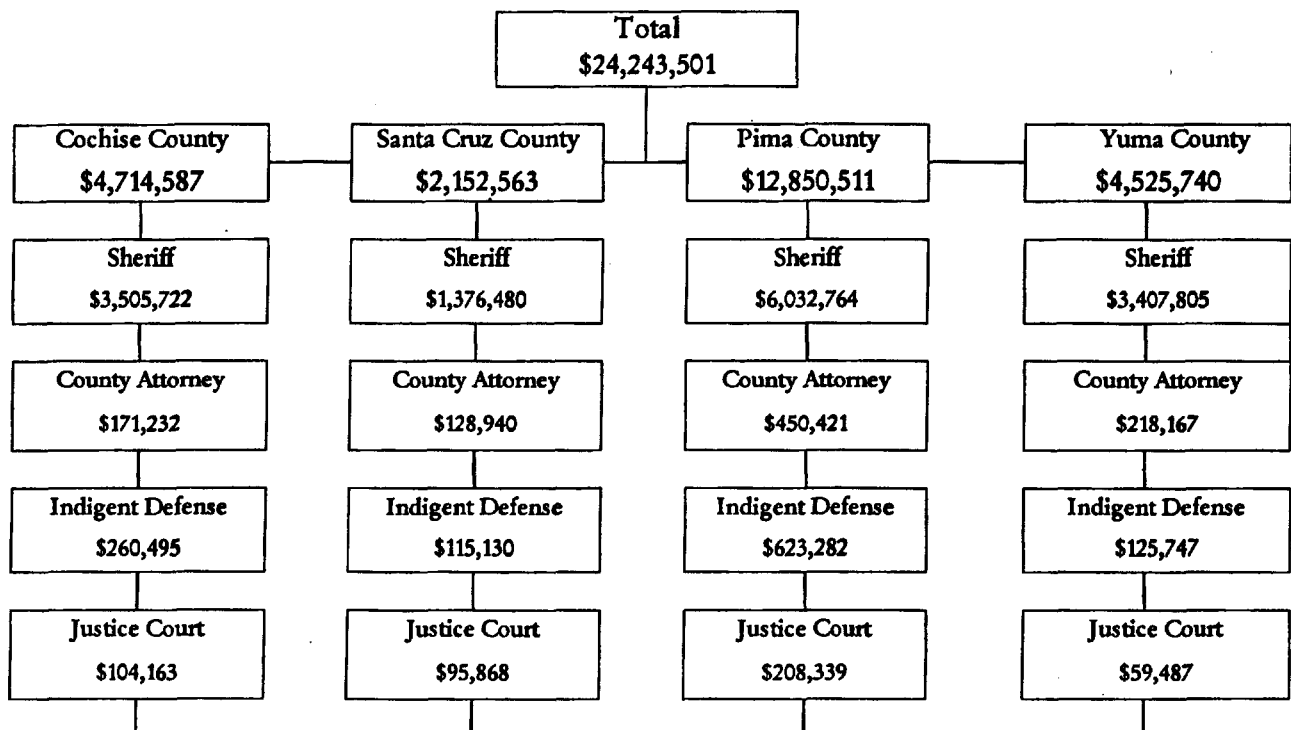 Total
$24,243,501
Cochise County
$4,714,587
Santa Cruz County
$2,152,563
Pima County
$12,850,511
Yuma County
$4,525,740
Sheriff
$3,505,722
Sheriff
$1,376,480
Sheriff
$6,032,764
Sheriff
$3,407,805
County Attorney
$171,232
County Attorney
$128,940
County Attorney
$450,421
County Attorney
$218,167
Indigent Defense
$260,495
Indigent Defense
$115,130
Indigent Defense
$623,282
Indigent Defense
$125,747
Justice Court
$104,163
Justice Court
$95,868
Justice Court
$208,339
Justice Court
$59,487